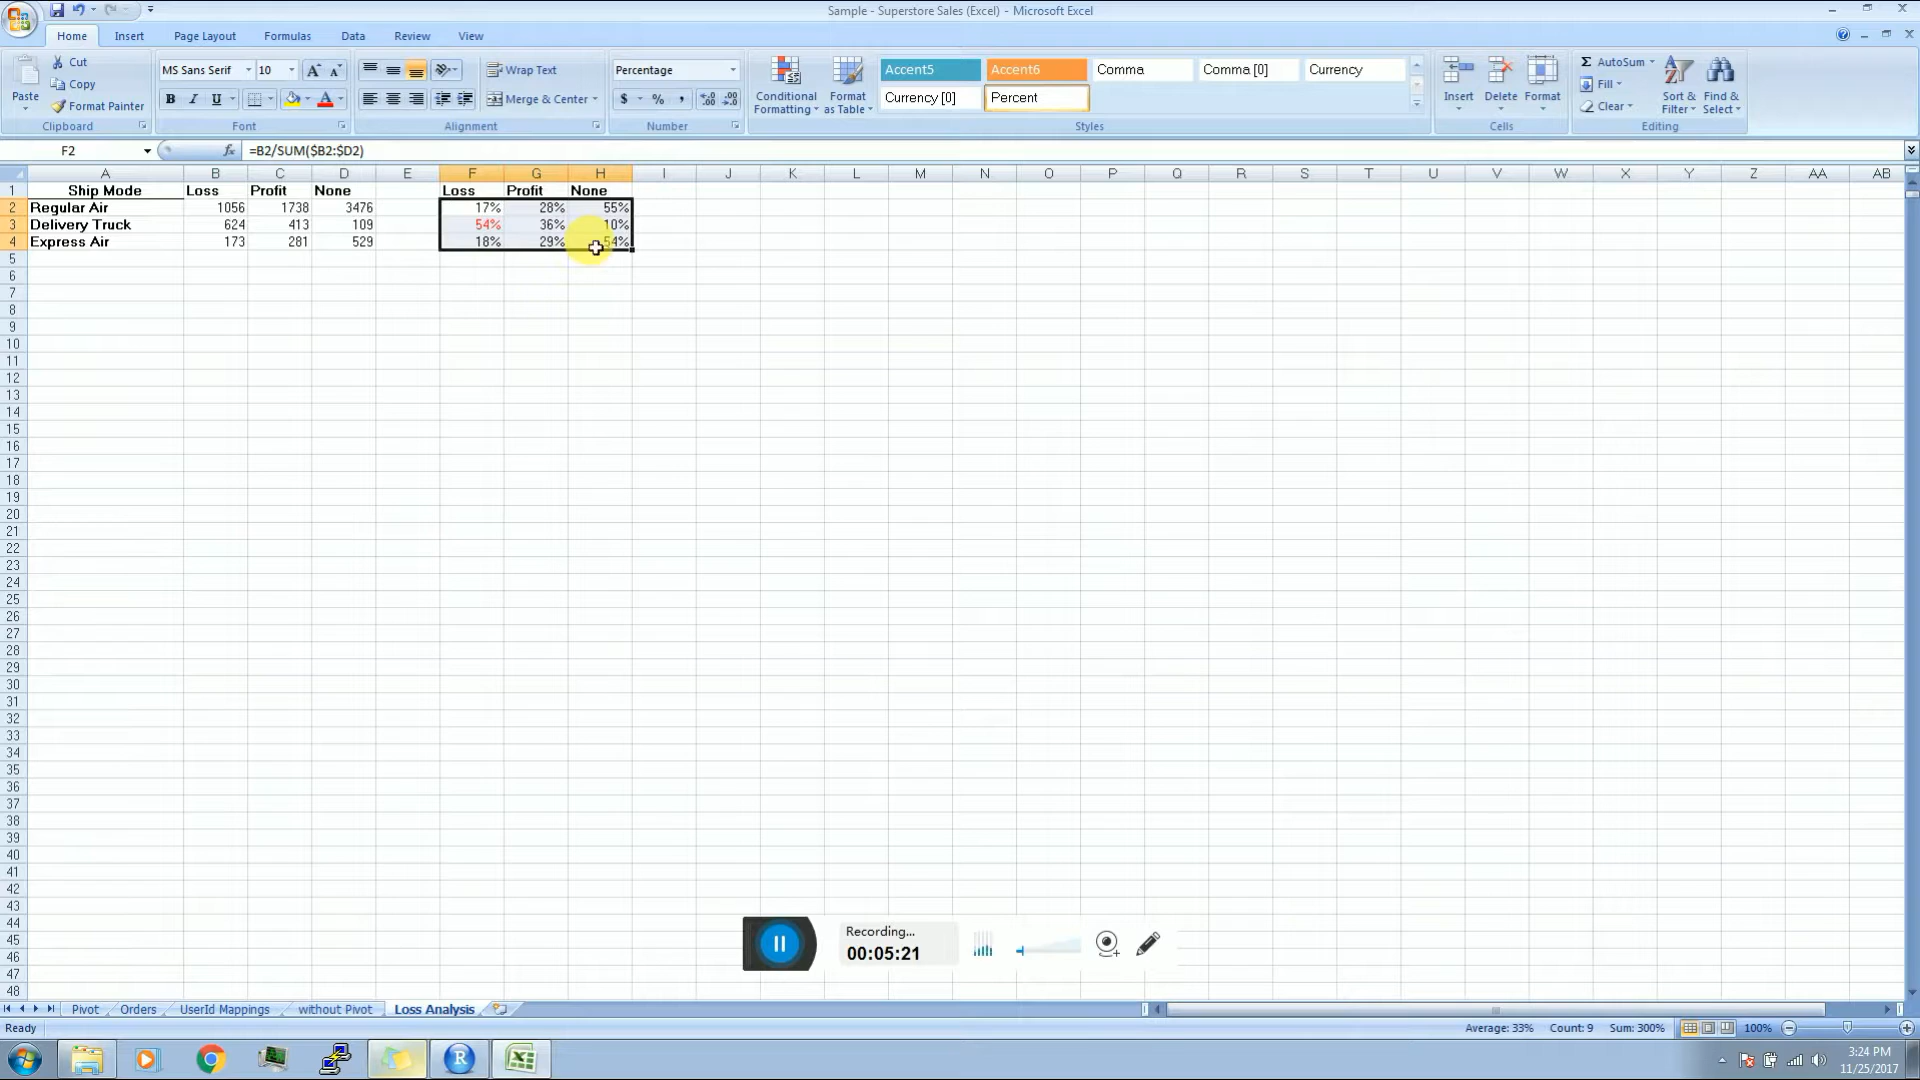 Sample - Superstore Sales (Excel) - Microsoft Excel
Home Insert Page Layout Formulas Data Review View
Paste
Cut
Copy
Format Painter
Clipboard
MS Sans Serif 10
B I U
Font
Wrap Text
Merge & Center
Alignment
Percentage
$ % ,
Number
Conditional Formatting
Format as Table
Accent5 Accent6 Comma Comma [0] Currency
Currency [0] Percent
Styles
Insert Delete Format
Cells
Σ AutoSum
Fill
Clear
Sort & Filter
Find & Select
Editing
F2 fx =B2/SUM($B2:$D2)
A B C D E F G H I J K L M N O P Q R S T U V W X Y Z AA AB
1 Ship Mode Loss Profit None Loss Profit None
2 Regular Air 1056 1738 3476 17% 28% 55%
3 Delivery Truck 624 413 109 54% 36% 10%
4 Express Air 173 281 529 18% 29% 54%
5
6
7
8
9
10
11
12
13
14
15
16
17
18
19
20
21
22
23
24
25
26
27
28
29
30
31
32
33
34
35
36
37
38
39
40
41
42
43
44
45
46
47
48
Recording...
00:05:21
Pivot Orders UserId Mappings without Pivot Loss Analysis
Ready Average: 33% Count: 9 Sum: 300% 100%
3:24 PM
11/25/2017